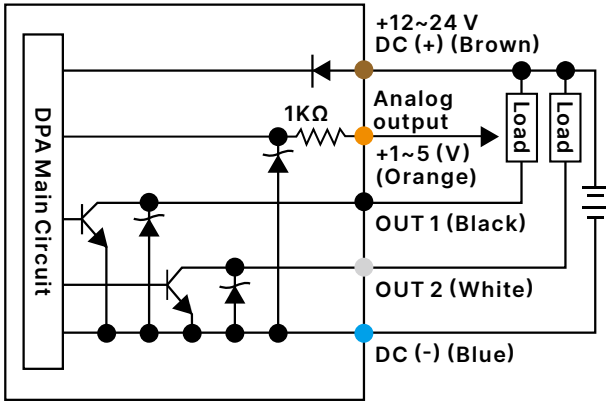 +12~24 V
DC (+) (Brown)
DPA Main Circuit
1KΩ
Analog
output
+1~5 (V)
(Orange)
Load
Load
OUT 1 (Black)
OUT 2 (White)
DC (-) (Blue)